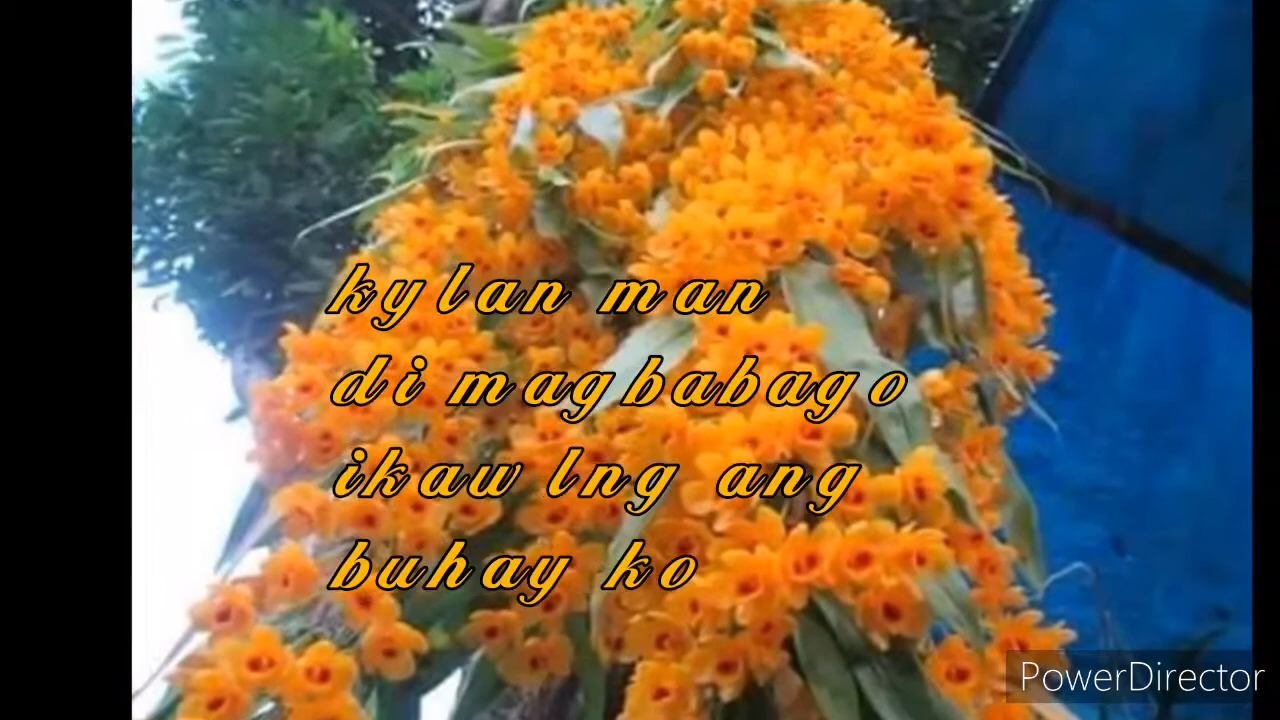 kylan man
di magbabago
ikaw lng ang
buhay ko
PowerDirector